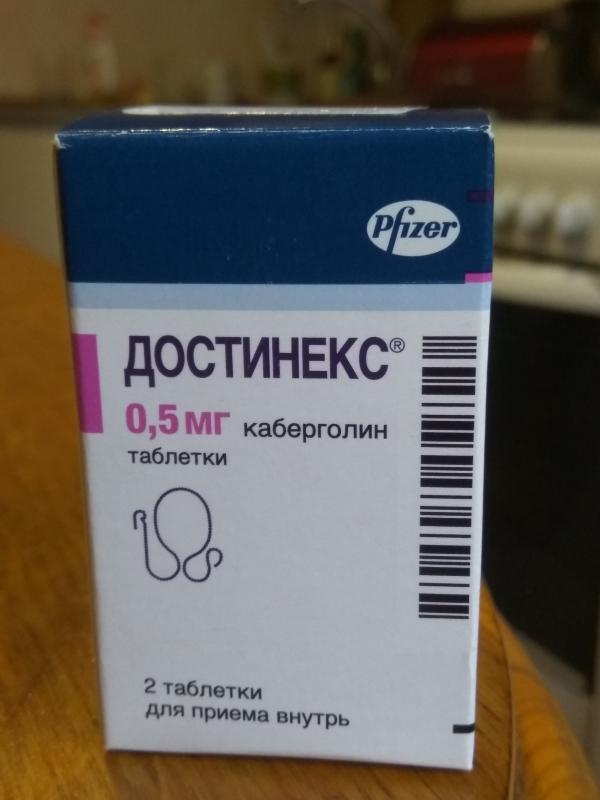 Pfizer
ДОСТИНЕКС®
0,5 мг каберголин
таблетки
2 таблетки
для приема внутрь